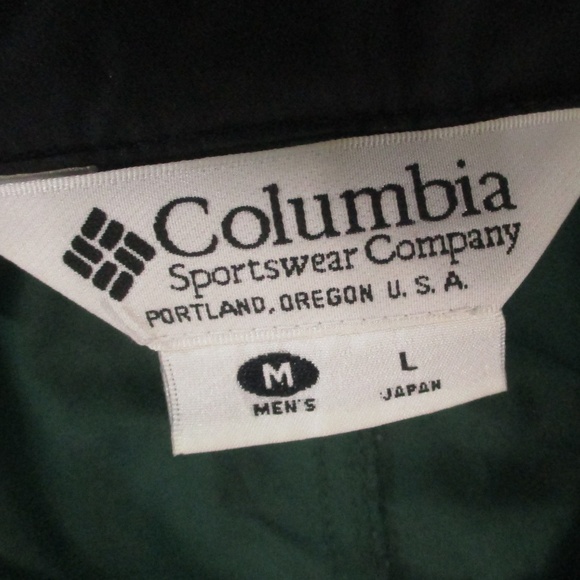 Columbia
Sportswear Company
PORTLAND, OREGON U. S. A.
M L
MEN'S JAPAN